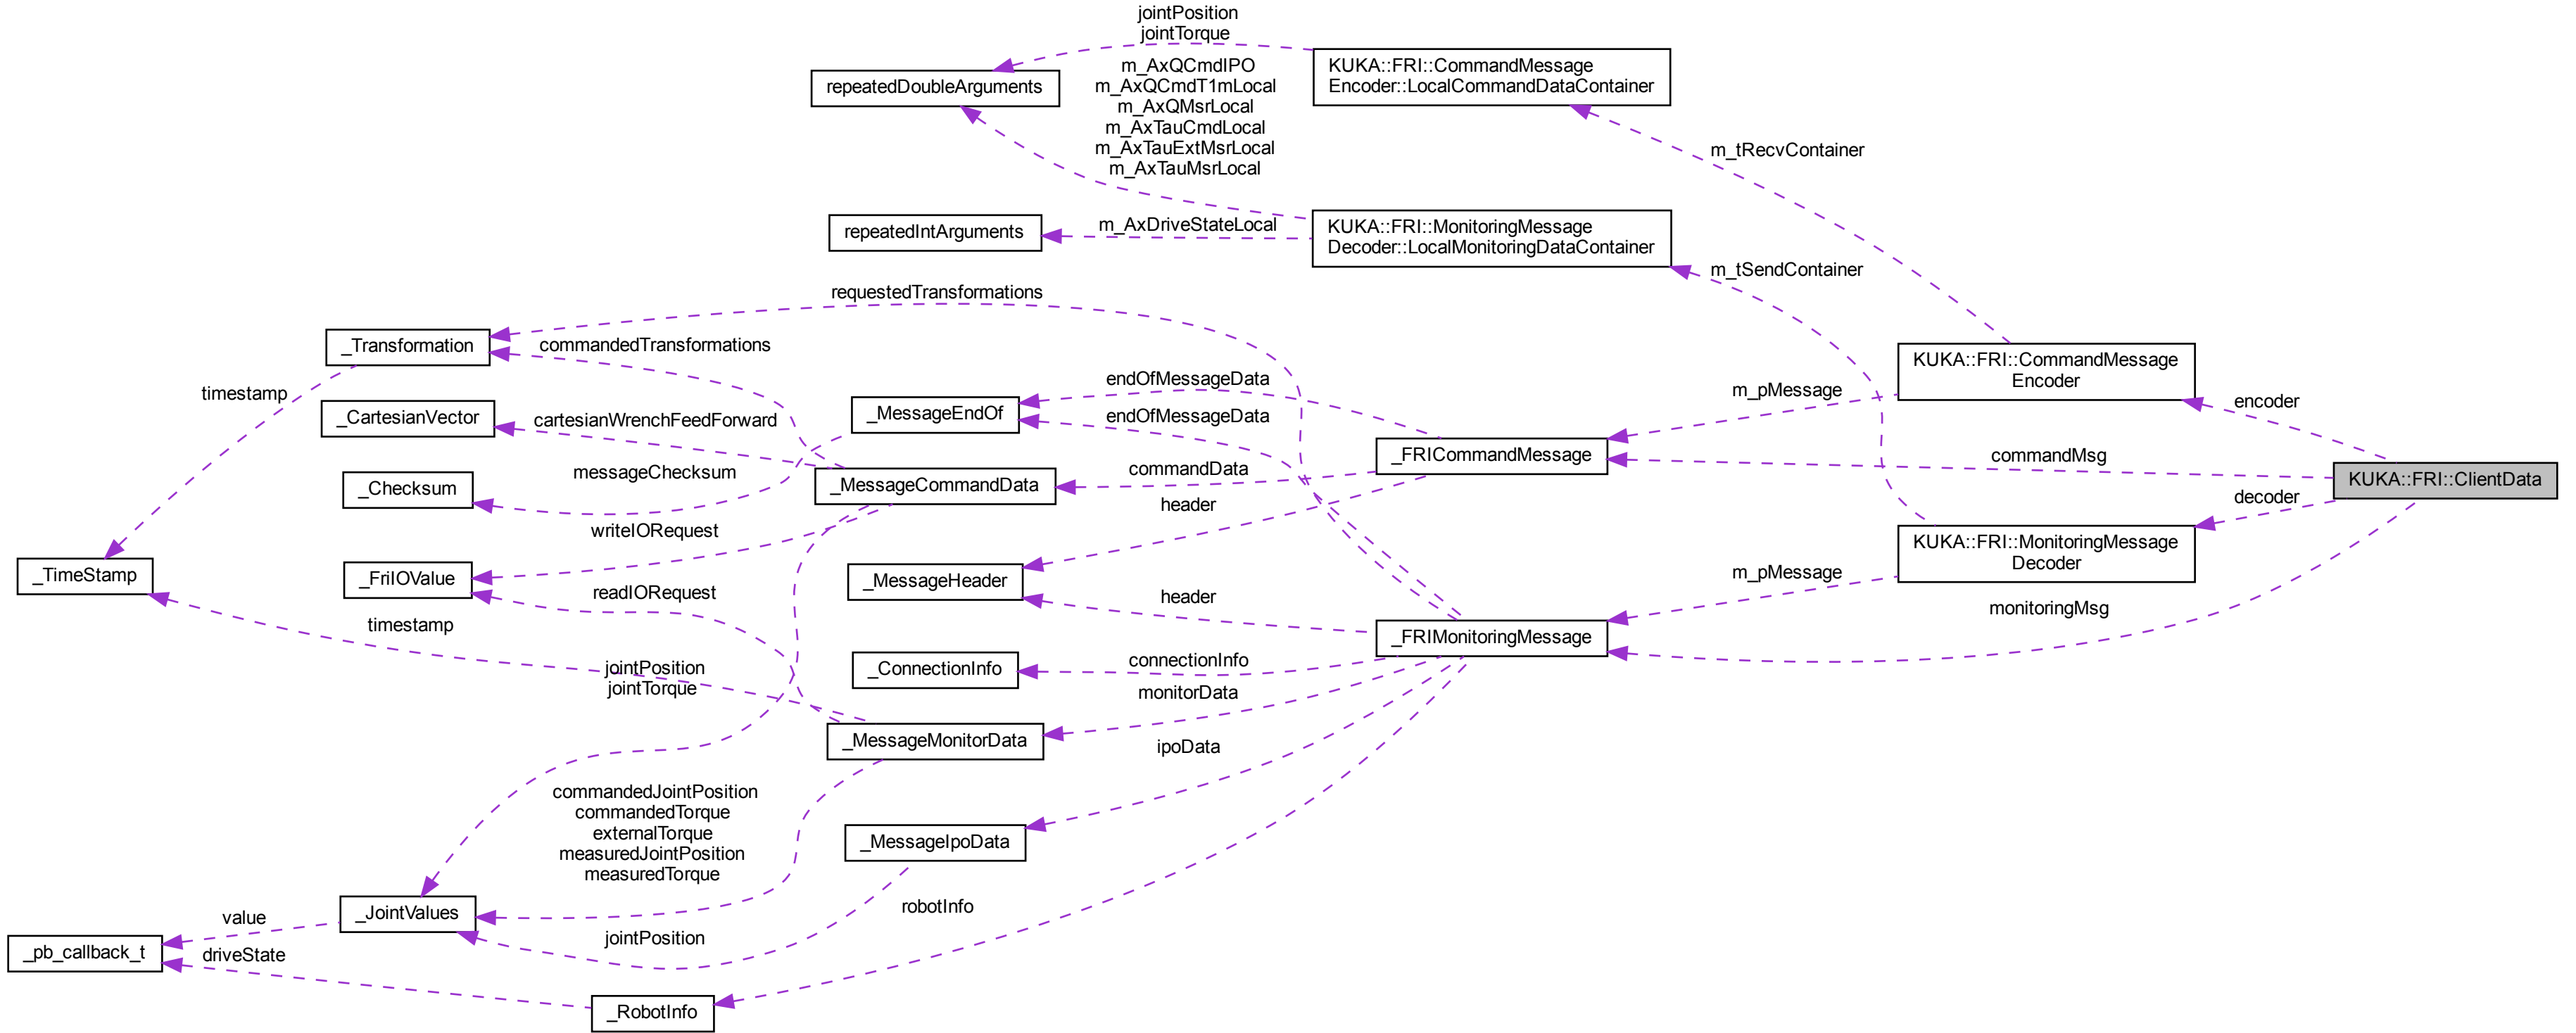 jointPosition
jointTorque
KUKA::FRI::CommandMessage
Encoder::LocalCommandDataContainer
repeatedDoubleArguments
m_AxQCmdIPO
m_AxQCmdT1mLocal
m_AxQMsrLocal
m_AxTauCmdLocal
m_AxTauExtMsrLocal
m_AxTauMsrLocal
m_tRecvContainer
repeatedIntArguments
m_AxDriveStateLocal
KUKA::FRI::MonitoringMessage
Decoder::LocalMonitoringDataContainer
m_tSendContainer
requestedTransformations
_Transformation
commandedTransformations
KUKA::FRI::CommandMessage
Encoder
timestamp
endOfMessageData
m_pMessage
encoder
_CartesianVector
cartesianWrenchFeedForward
_MessageEndOf
endOfMessageData
_FRICommandMessage
commandMsg
messageChecksum
commandData
KUKA::FRI::ClientData
_Checksum
_MessageCommandData
header
decoder
writeIORequest
KUKA::FRI::MonitoringMessage
Decoder
_TimeStamp
_FriIOValue
_MessageHeader
m_pMessage
readIORequest
header
monitoringMsg
timestamp
_FRIMonitoringMessage
jointPosition
jointTorque
_ConnectionInfo
connectionInfo
monitorData
_MessageMonitorData
ipoData
commandedJointPosition
commandedTorque
externalTorque
measuredJointPosition
measuredTorque
_MessageIpoData
_JointValues
value
robotInfo
jointPosition
_pb_callback_t
driveState
_RobotInfo